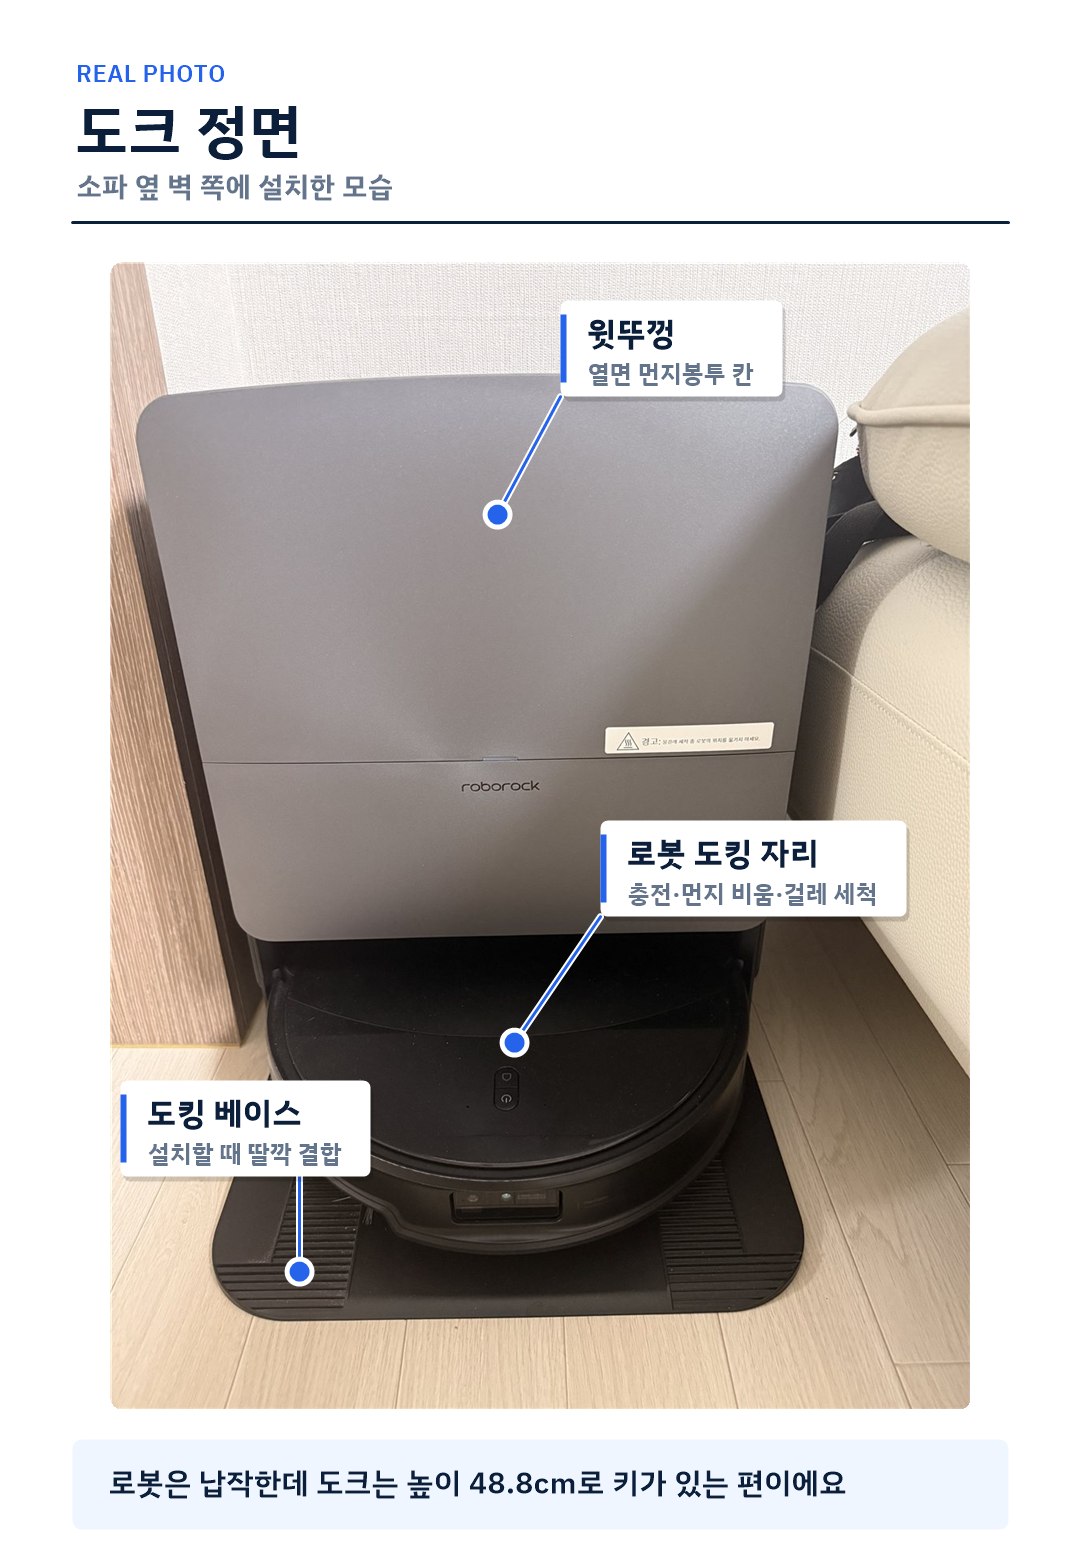 REAL PHOTO
도크 정면
소파 옆 벽 쪽에 설치한 모습
윗뚜껑
열면 먼지봉투 칸
경고:
roborock
로봇 도킹 자리
충전·먼지 비움·걸레 세척
도킹 베이스
설치할 때 딸깍 결합
로봇은 납작한데 도크는 높이 48.8cm로 키가 있는 편이에요